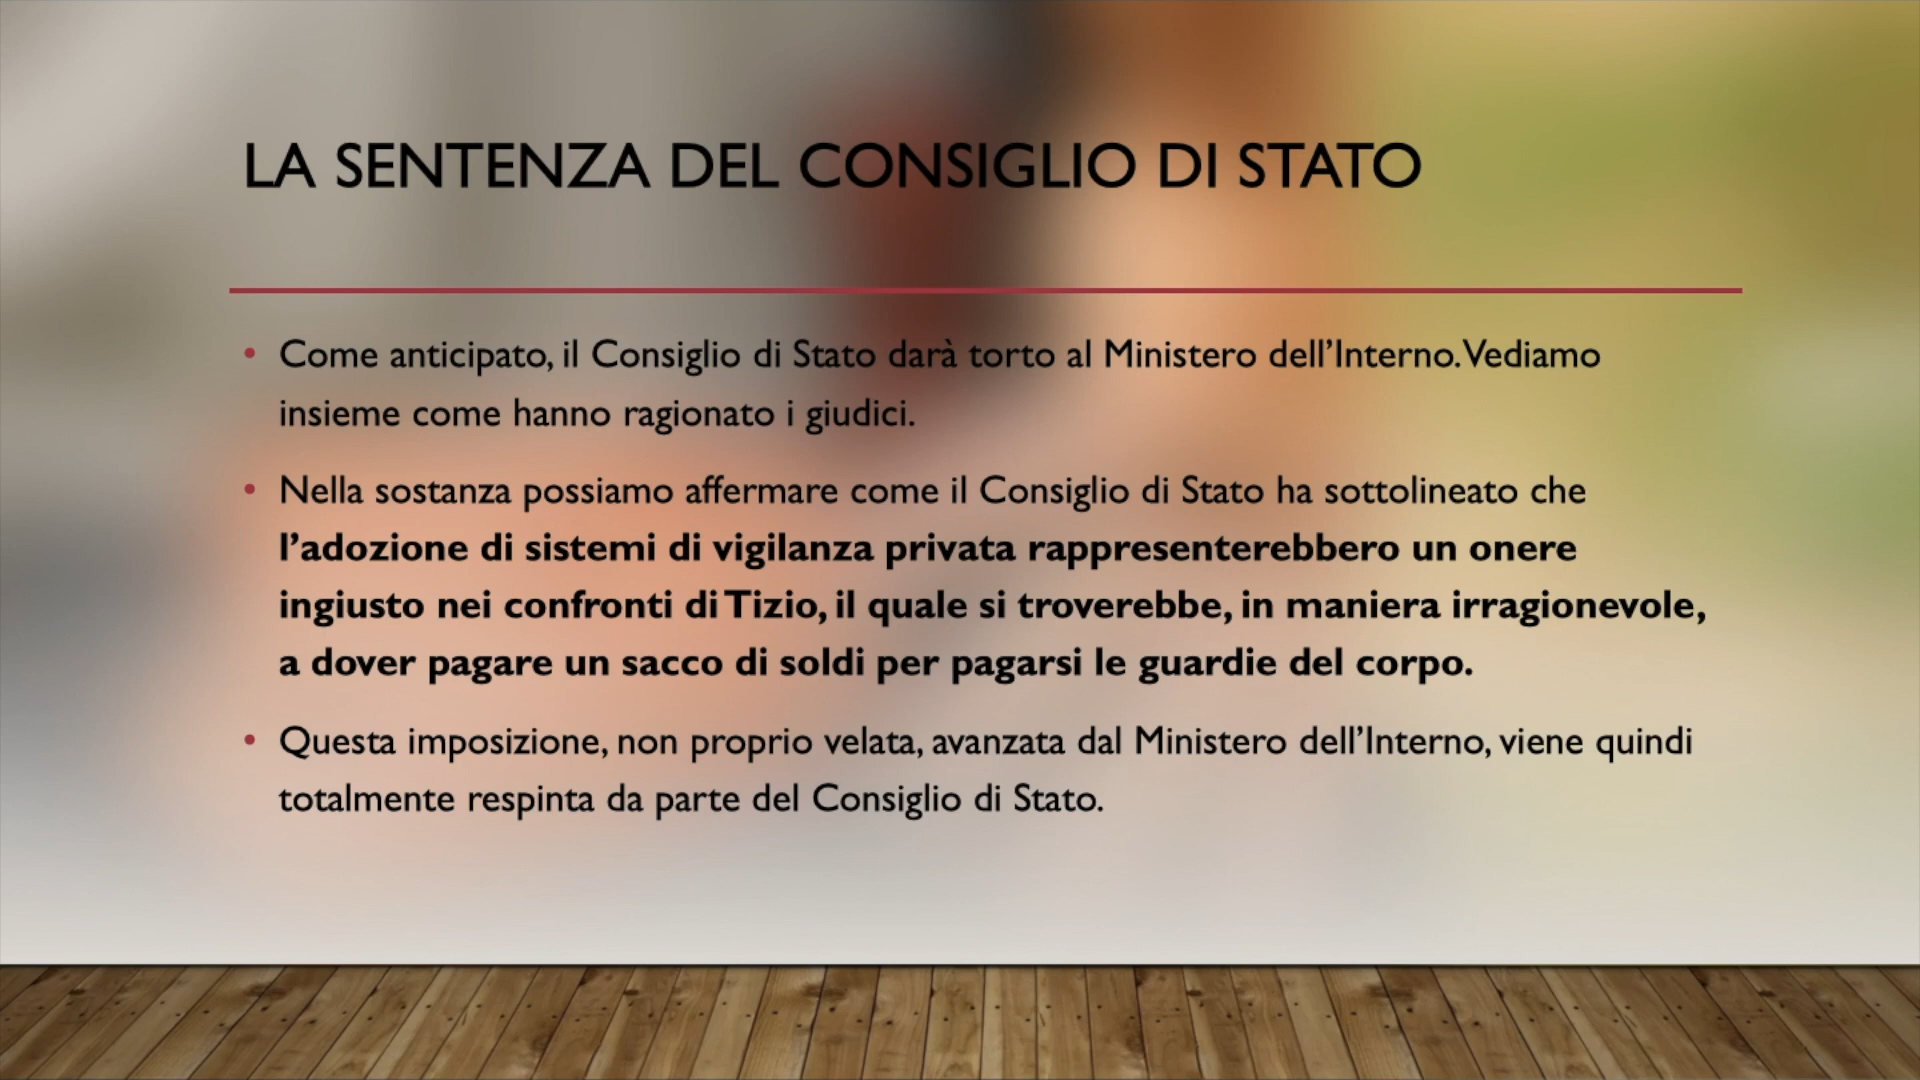 LA SENTENZA DEL CONSIGLIO DI STATO
• Come anticipato, il Consiglio di Stato darà torto al Ministero dell’Interno. Vediamo
insieme come hanno ragionato i giudici.
• Nella sostanza possiamo affermare come il Consiglio di Stato ha sottolineato che
l’adozione di sistemi di vigilanza privata rappresenterebbero un onere
ingiusto nei confronti di Tizio, il quale si troverebbe, in maniera irragionevole,
a dover pagare un sacco di soldi per pagarsi le guardie del corpo.
• Questa imposizione, non proprio velata, avanzata dal Ministero dell’Interno, viene quindi
totalmente respinta da parte del Consiglio di Stato.